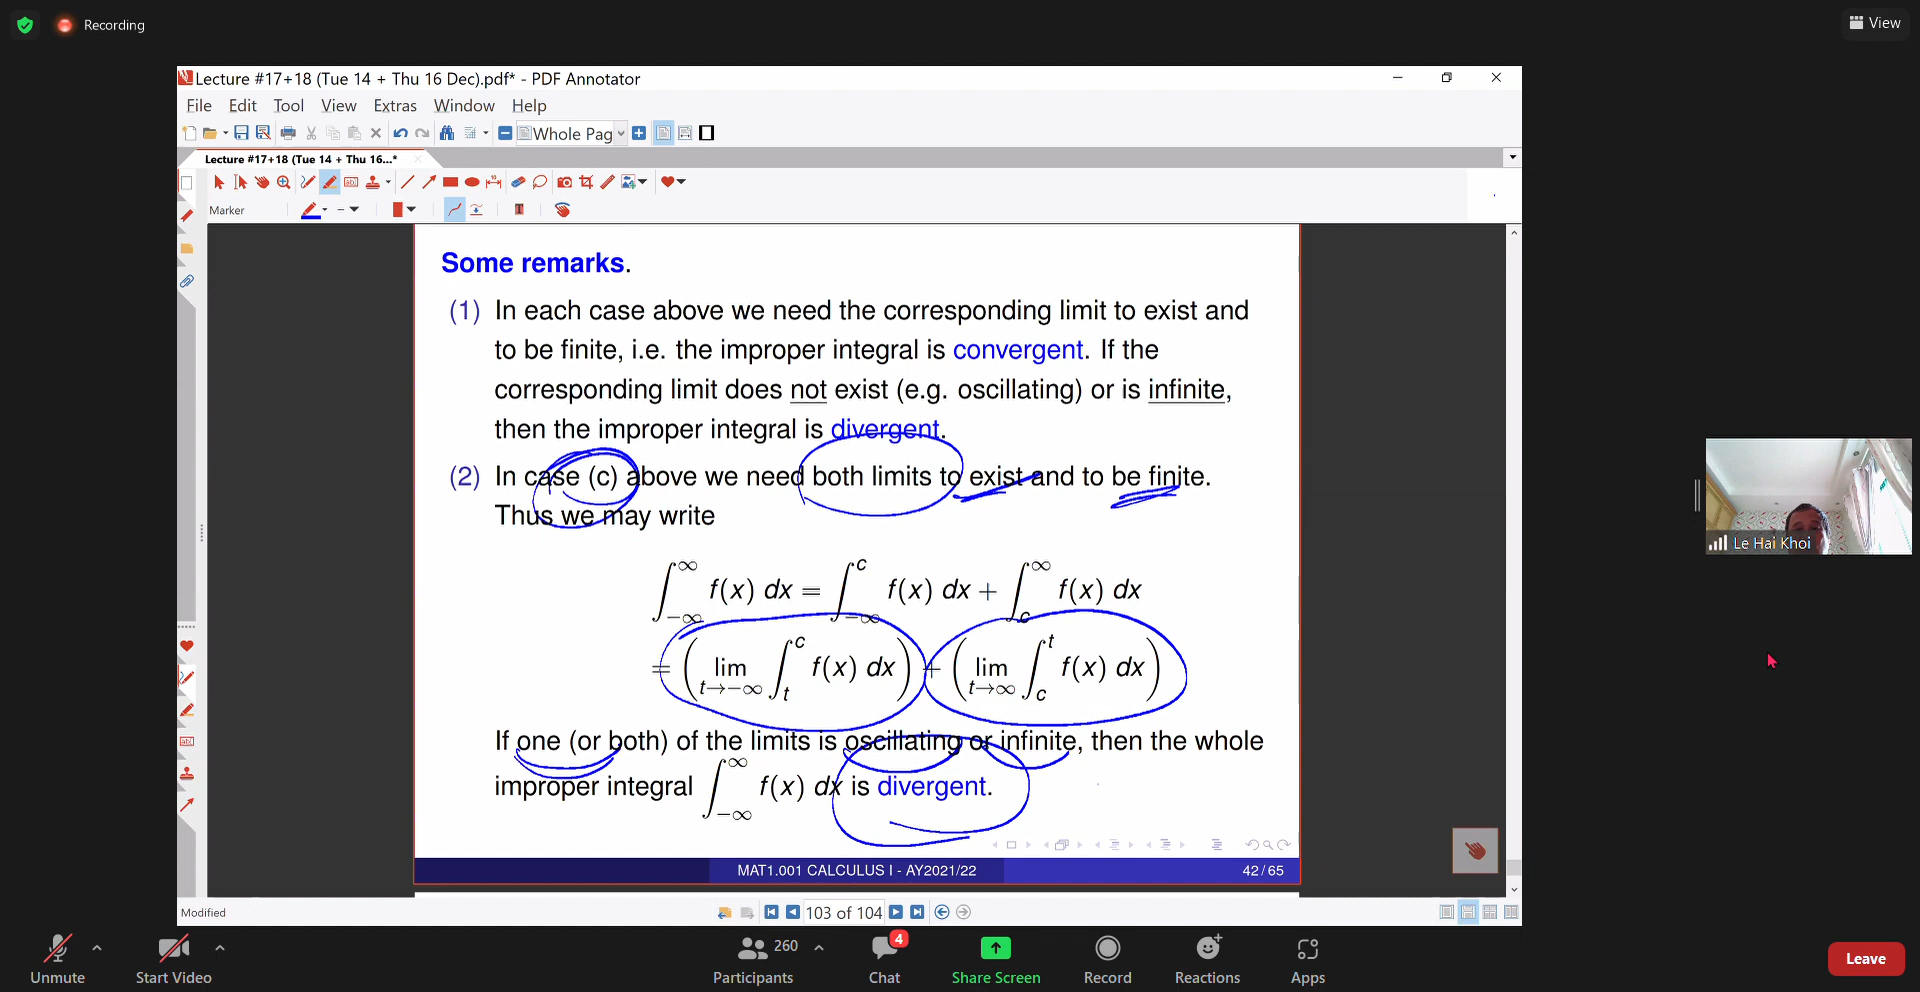 Recording
View
Lecture #17+18 (Tue 14 + Thu 16 Dec).pdf* - PDF Annotator
File Edit Tool View Extras Window Help
Whole Pag
Lecture #17+18 (Tue 14 + Thu 16...*
Marker
Some remarks.
(1) In each case above we need the corresponding limit to exist and
to be finite, i.e. the improper integral is convergent. If the
corresponding limit does not exist (e.g. oscillating) or is infinite,
then the improper integral is divergent.
(2) In case (c) above we need both limits to exist and to be finite.
Thus we may write
∫_{-∞}^{∞} f(x) dx = ∫_{-∞}^{c} f(x) dx + ∫_{c}^{∞} f(x) dx
= (lim_{t→-∞} ∫_{t}^{c} f(x) dx) + (lim_{t→∞} ∫_{c}^{t} f(x) dx)
If one (or both) of the limits is oscillating or infinite, then the whole
improper integral ∫_{-∞}^{∞} f(x) dx is divergent.
MAT1.001 CALCULUS I - AY2021/22 42/65
Modified
103 of 104
Le Hai Khoi
Unmute
Start Video
260
Participants
4
Chat
Share Screen
Record
Reactions
Apps
Leave